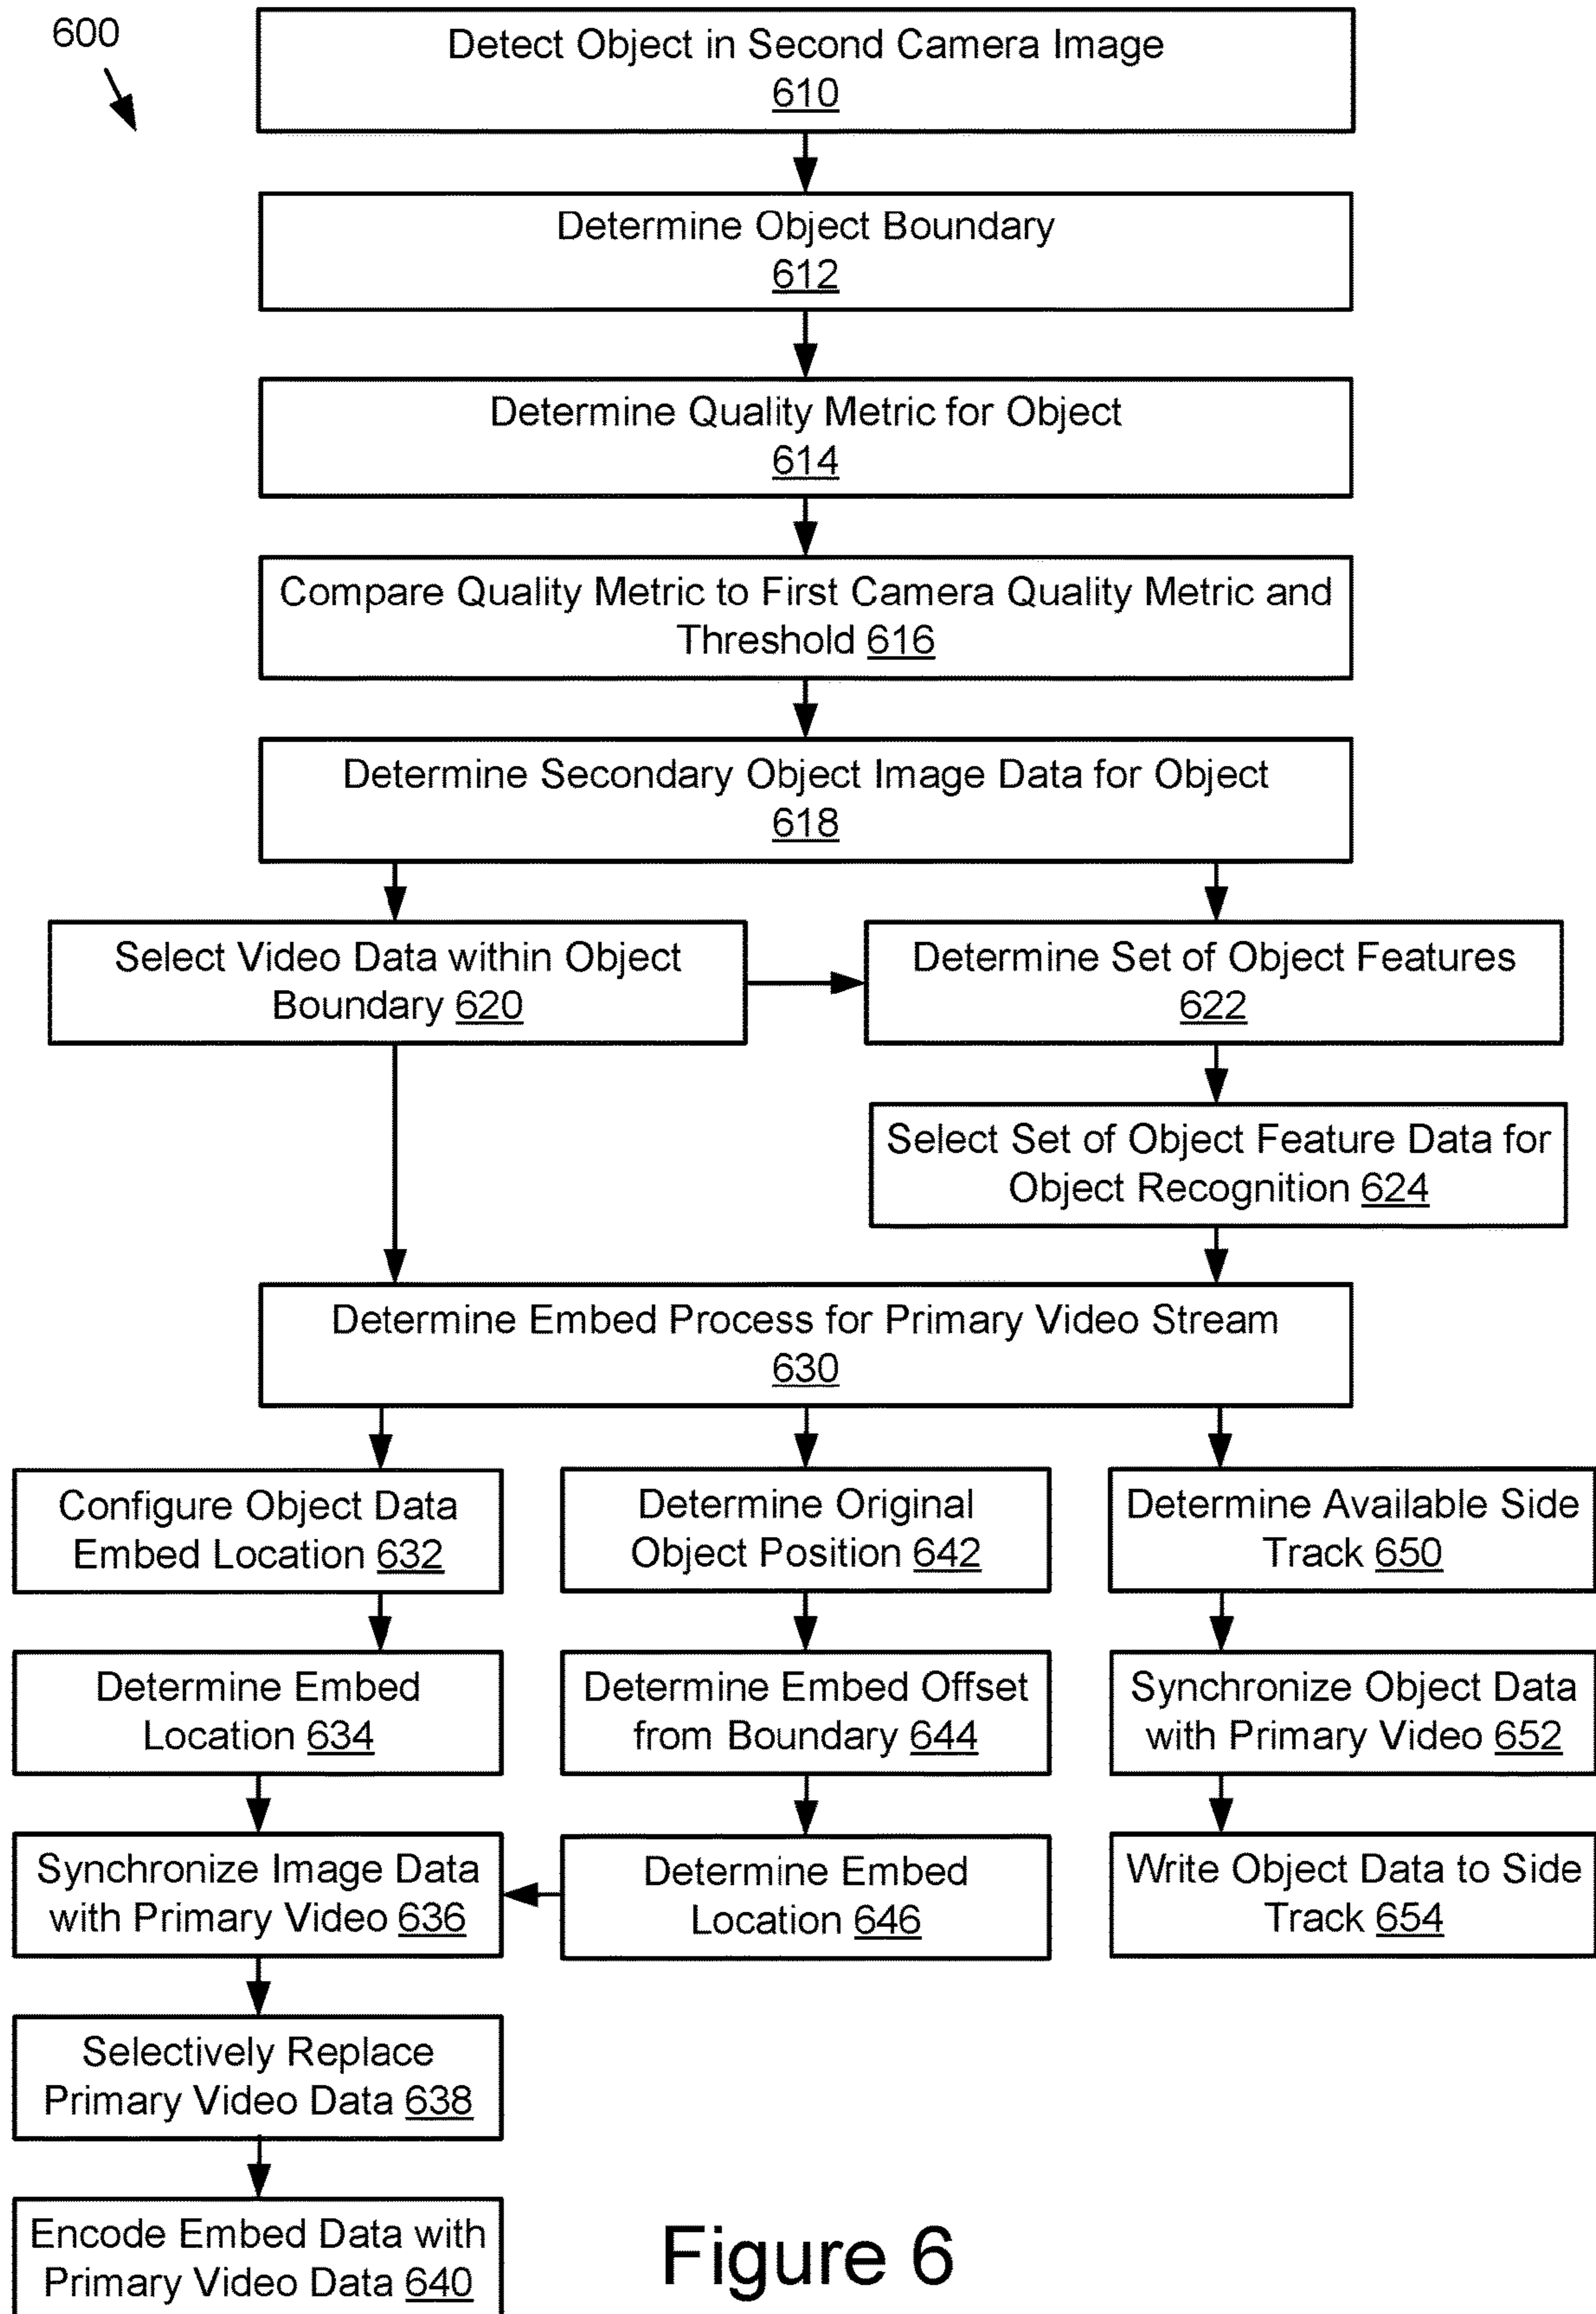 600
Detect Object in Second Camera Image
610
Determine Object Boundary
612
Determine Quality Metric for Object
614
Compare Quality Metric to First Camera Quality Metric and
Threshold 616
Determine Secondary Object Image Data for Object
618
Select Video Data within Object
Boundary 620
Determine Set of Object Features
622
Select Set of Object Feature Data for
Object Recognition 624
Determine Embed Process for Primary Video Stream
630
Configure Object Data
Embed Location 632
Determine Original
Object Position 642
Determine Available Side
Track 650
Determine Embed
Location 634
Determine Embed Offset
from Boundary 644
Synchronize Object Data
with Primary Video 652
Synchronize Image Data
with Primary Video 636
Determine Embed
Location 646
Write Object Data to Side
Track 654
Selectively Replace
Primary Video Data 638
Encode Embed Data with
Primary Video Data 640
Figure 6